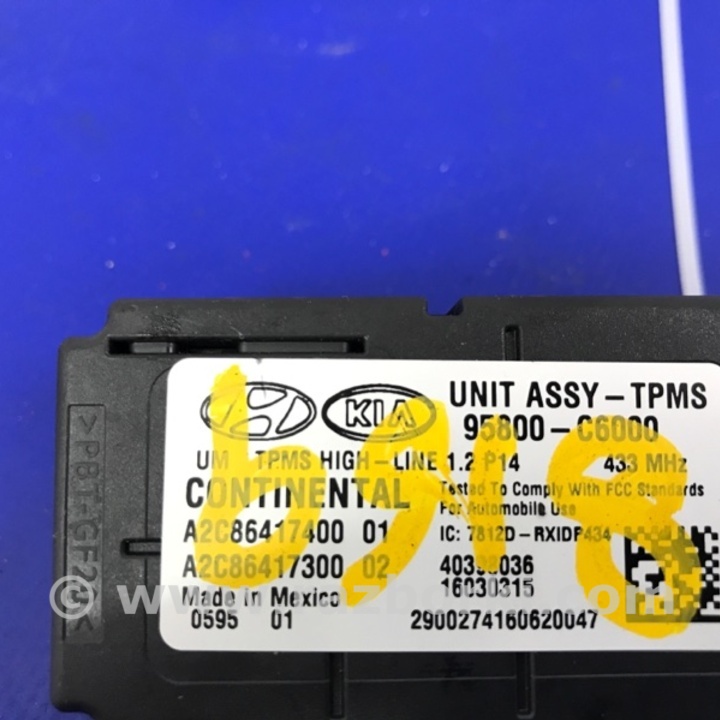 KIA
UNIT ASSY-TPMS
95800-C6000
UM TPMS HIGH-LINE 1.2 P14 433 MHz
CONTINENTAL
Tested To Comply With FCC Standards
For Automobile Use
A2C86417400 01
IC: 7812D-RXIDP434
A2C86417300 02
16030315
Made in Mexico
0595 01
2900274160620047
b918